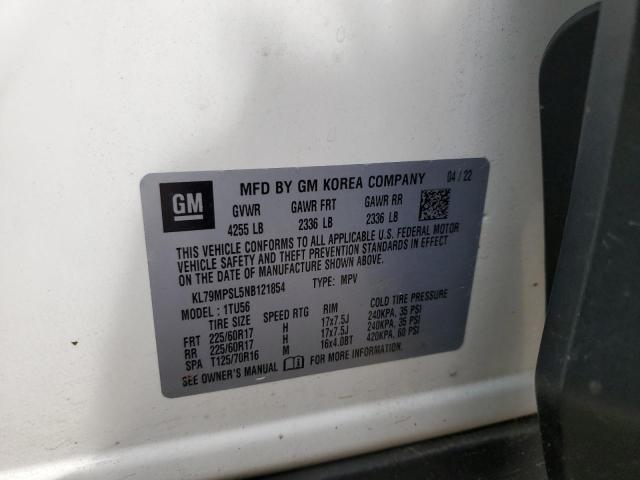 GM
MFD BY GM KOREA COMPANY 04 / 22
GVWR GAWR FRT GAWR RR
4255 LB 2336 LB 2336 LB
THIS VEHICLE CONFORMS TO ALL APPLICABLE U.S. FEDERAL MOTOR
VEHICLE SAFETY AND THEFT PREVENTION STANDARDS IN EFFECT
ON THE DATE OF MANUFACTURE SHOWN ABOVE.
KL79MPSL5NB121854 TYPE: MPV
MODEL : 1TU56
TIRE SIZE SPEED RTG RIM COLD TIRE PRESSURE
FRT 225/60R17 H 17x7.5J 240KPA, 35 PSI
RR 225/60R17 H 17x7.5J 240KPA, 35 PSI
SPA T125/70R16 M 16x4.0BT 420KPA, 60 PSI
SEE OWNER'S MANUAL FOR MORE INFORMATION.